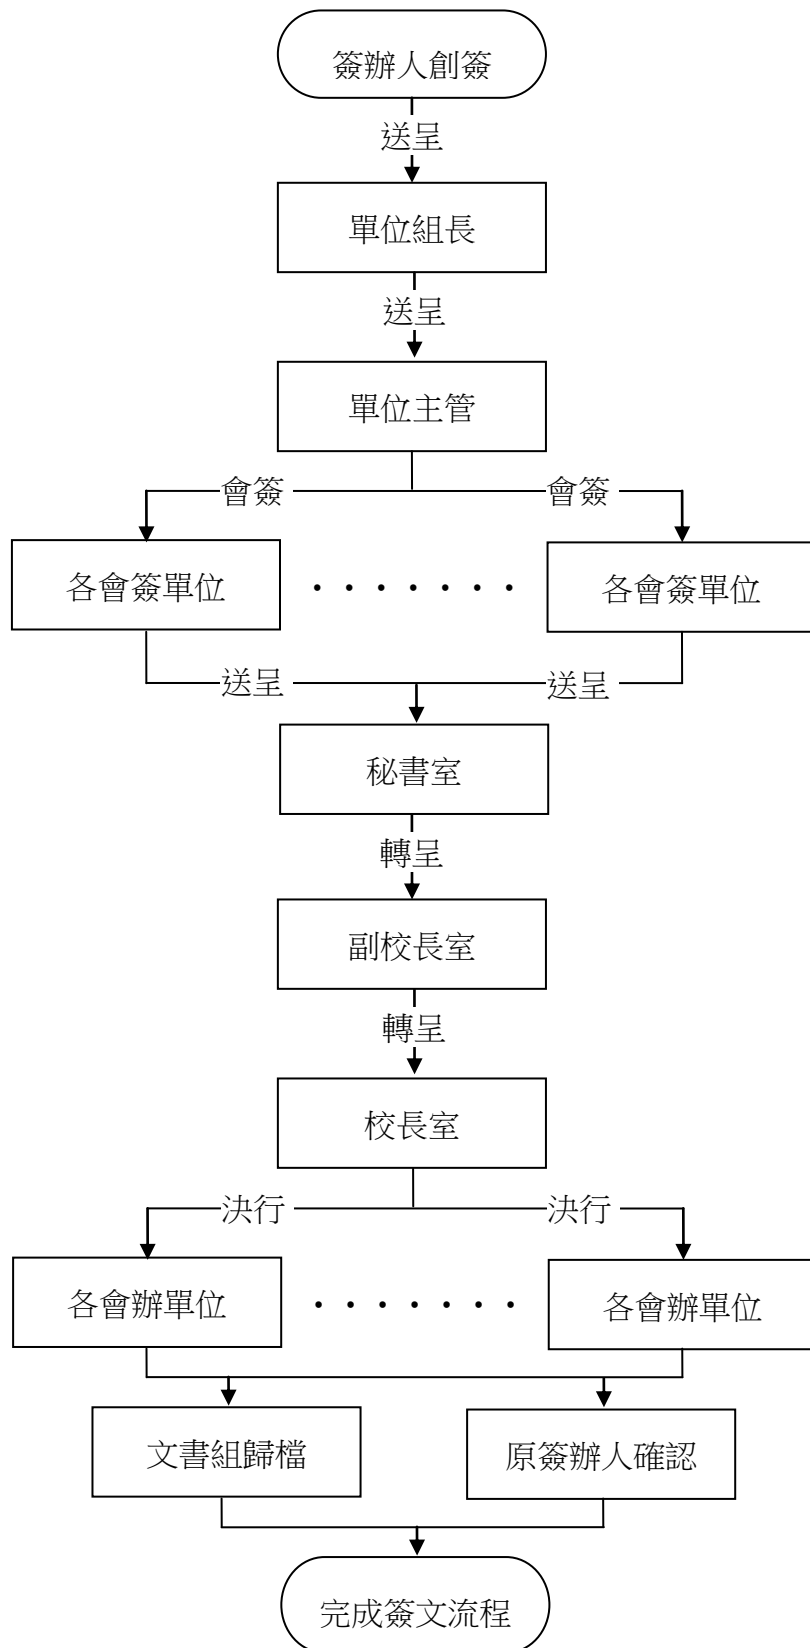 簽辦人創簽
送呈
單位組長
送呈
單位主管
會簽 會簽
各會簽單位 ・・・・・・・ 各會簽單位
送呈 送呈
秘書室
轉呈
副校長室
轉呈
校長室
決行 決行
各會辦單位 ・・・・・・・ 各會辦單位
文書組歸檔 原簽辦人確認
完成簽文流程